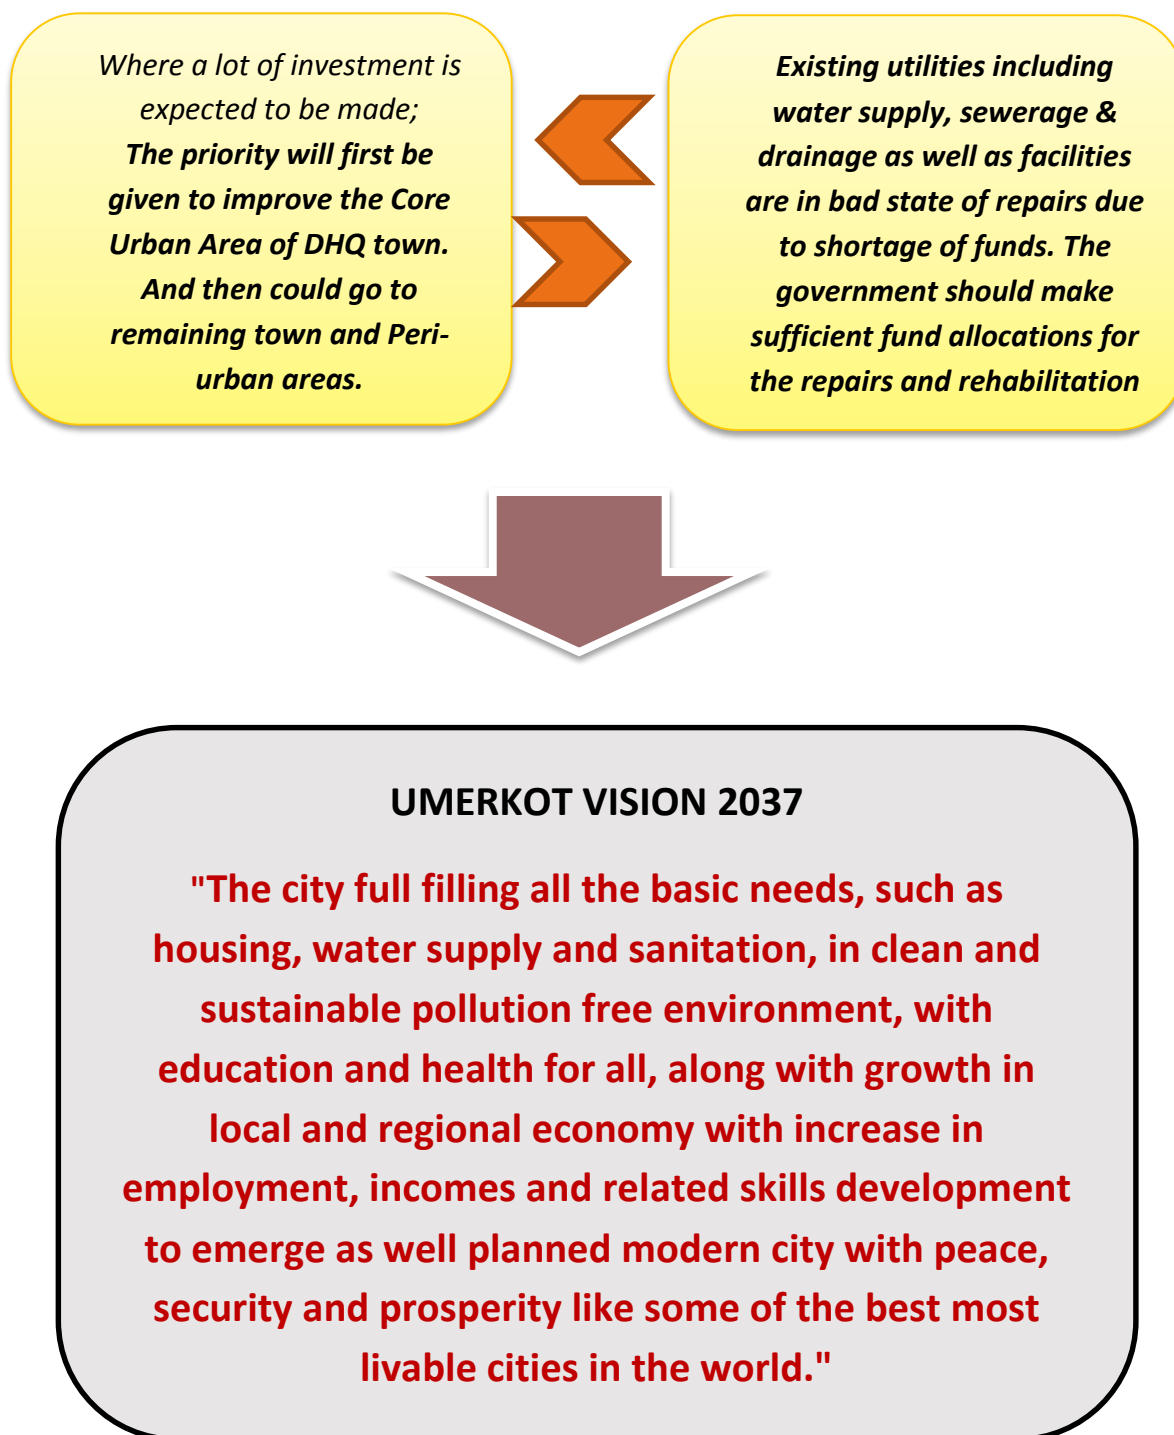 Where a lot of investment is
expected to be made;
The priority will first be
given to improve the Core
Urban Area of DHQ town.
And then could go to
remaining town and Peri-
urban areas.
Existing utilities including
water supply, sewerage &
drainage as well as facilities
are in bad state of repairs due
to shortage of funds. The
government should make
sufficient fund allocations for
the repairs and rehabilitation
UMERKOT VISION 2037
"The city full filling all the basic needs, such as
housing, water supply and sanitation, in clean and
sustainable pollution free environment, with
education and health for all, along with growth in
local and regional economy with increase in
employment, incomes and related skills development
to emerge as well planned modern city with peace,
security and prosperity like some of the best most
livable cities in the world."